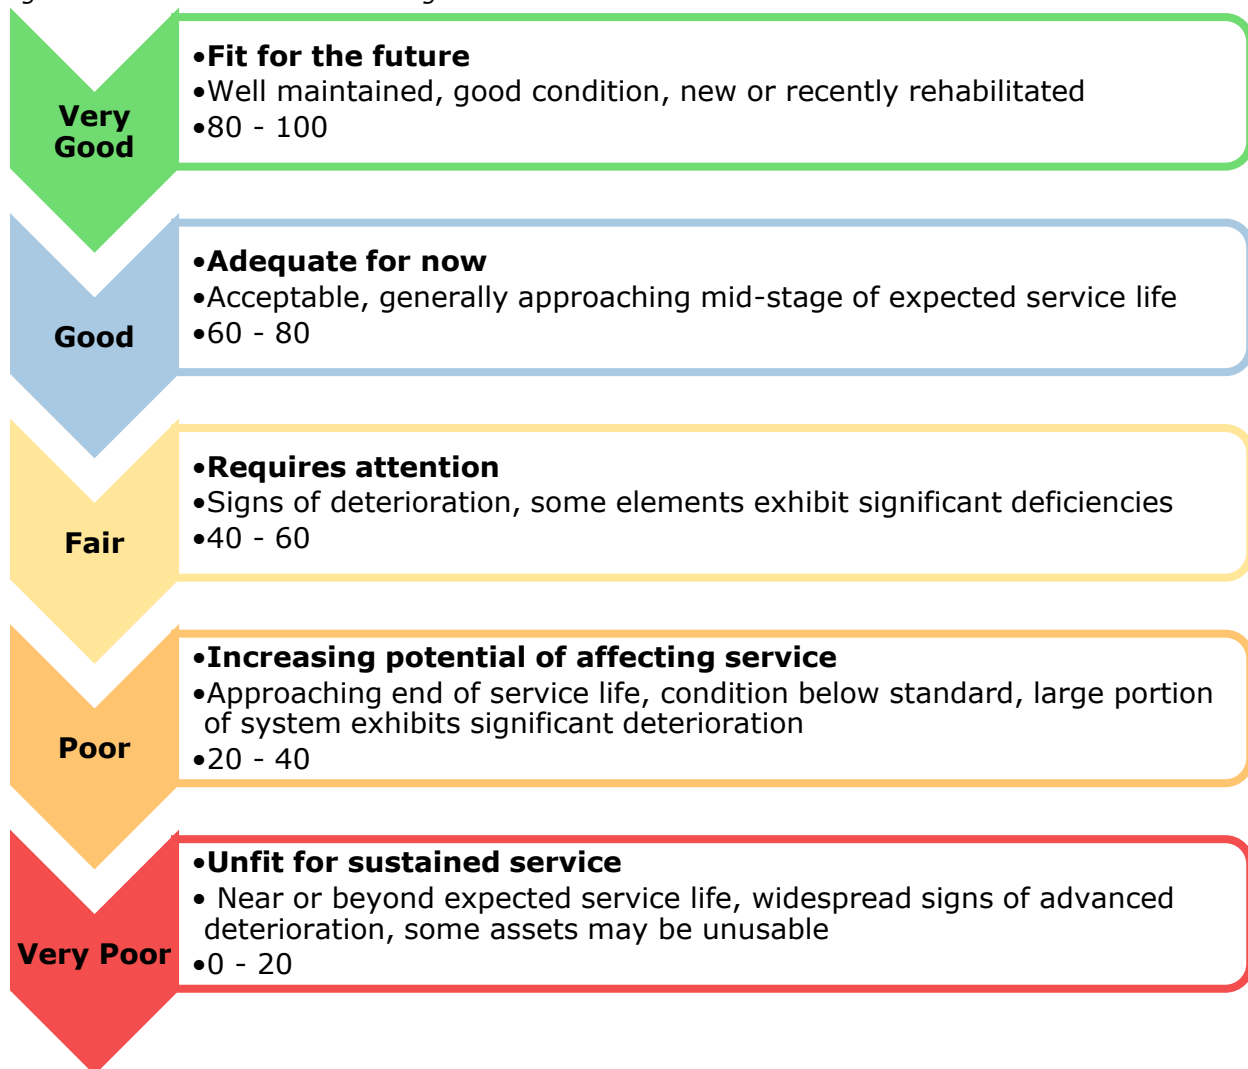 •Fit for the future
Very
Good
•Well maintained, good condition, new or recently rehabilitated
•80 - 100
•Adequate for now
Good
•Acceptable, generally approaching mid-stage of expected service life
•60 - 80
•Requires attention
Fair
•Signs of deterioration, some elements exhibit significant deficiencies
•40 - 60
•Increasing potential of affecting service
Poor
•Approaching end of service life, condition below standard, large portion
of system exhibits significant deterioration
•20 - 40
•Unfit for sustained service
Very Poor
• Near or beyond expected service life, widespread signs of advanced
deterioration, some assets may be unusable
•0 - 20